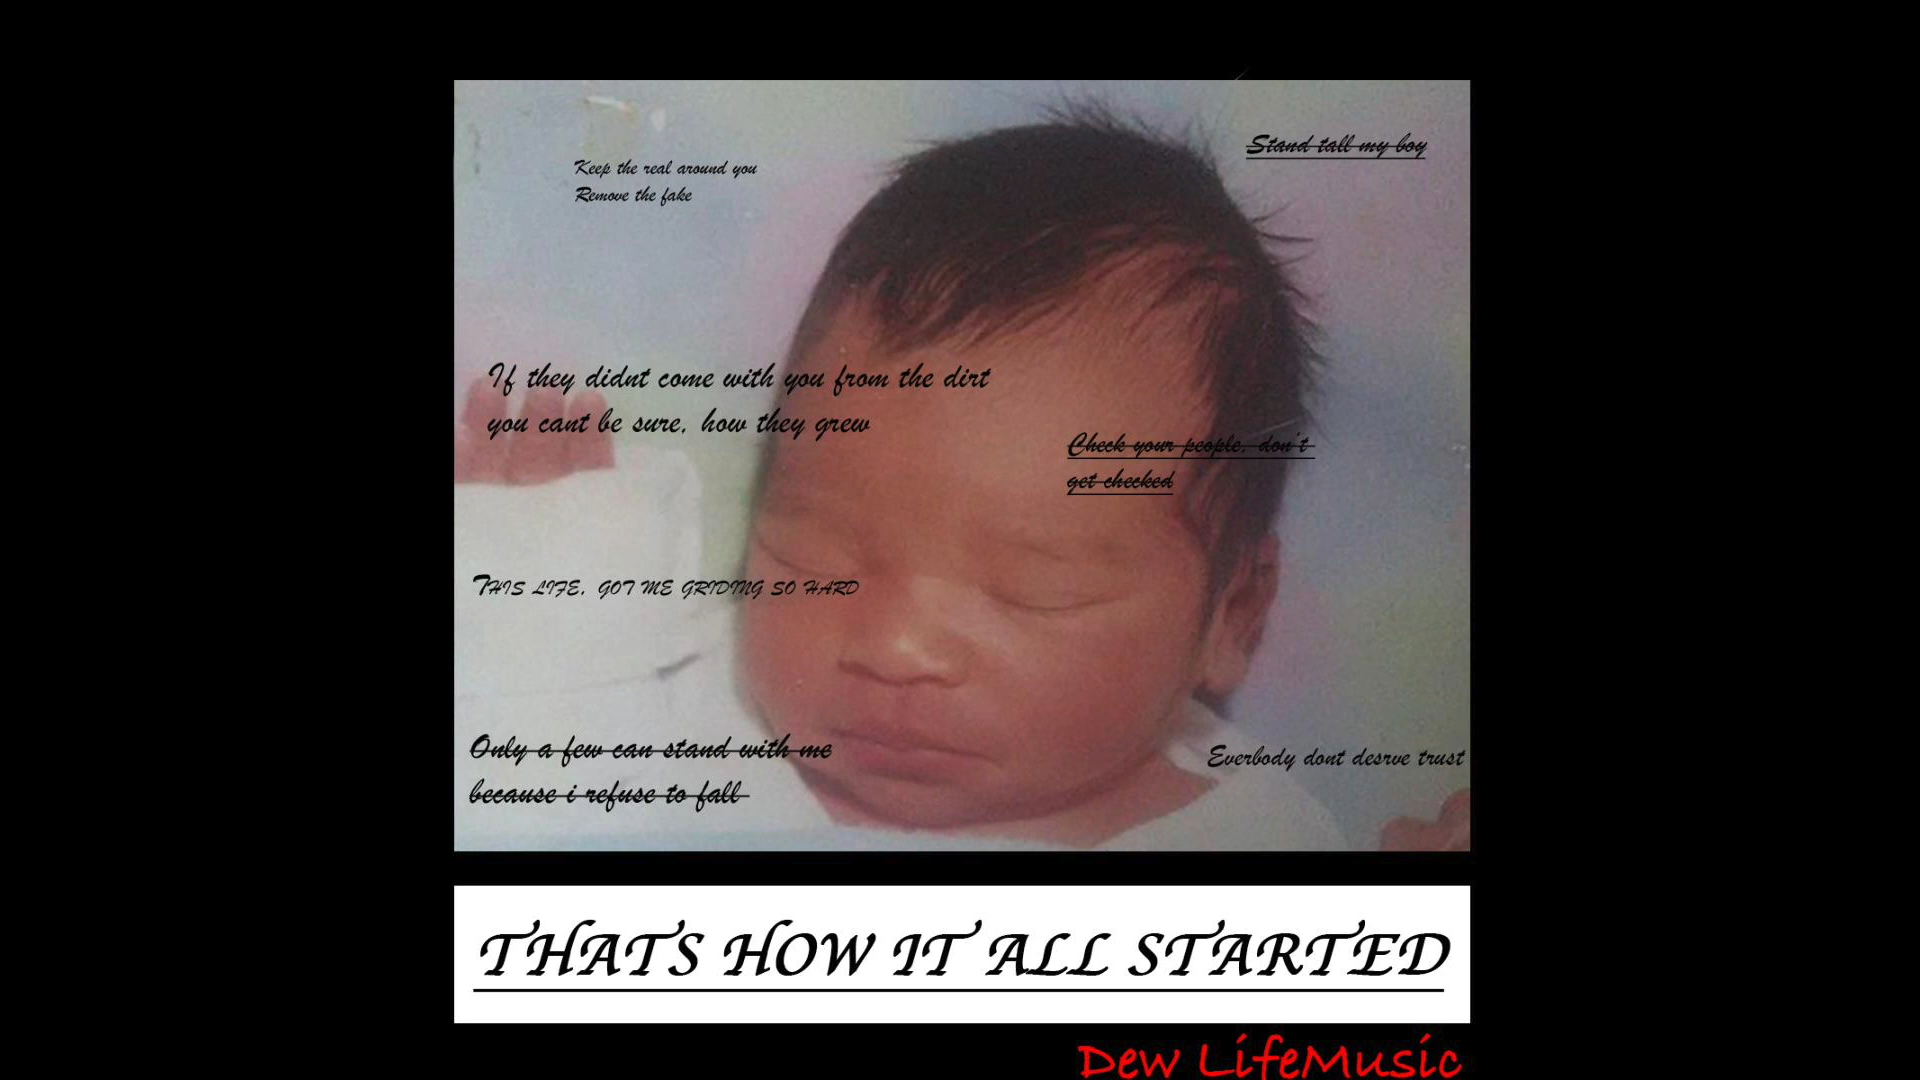 Stand tall my boy
Keep the real around you
Remove the fake
If they didnt come with you from the dirt
you cant be sure, how they grew
Check your people, don't
get checked
THIS LIFE, GOT ME GRIDING SO HARD
Only a few can stand with me
because i refuse to fall
Everbody dont desrve trust
THATS HOW IT ALL STARTED
Dew LifeMusic